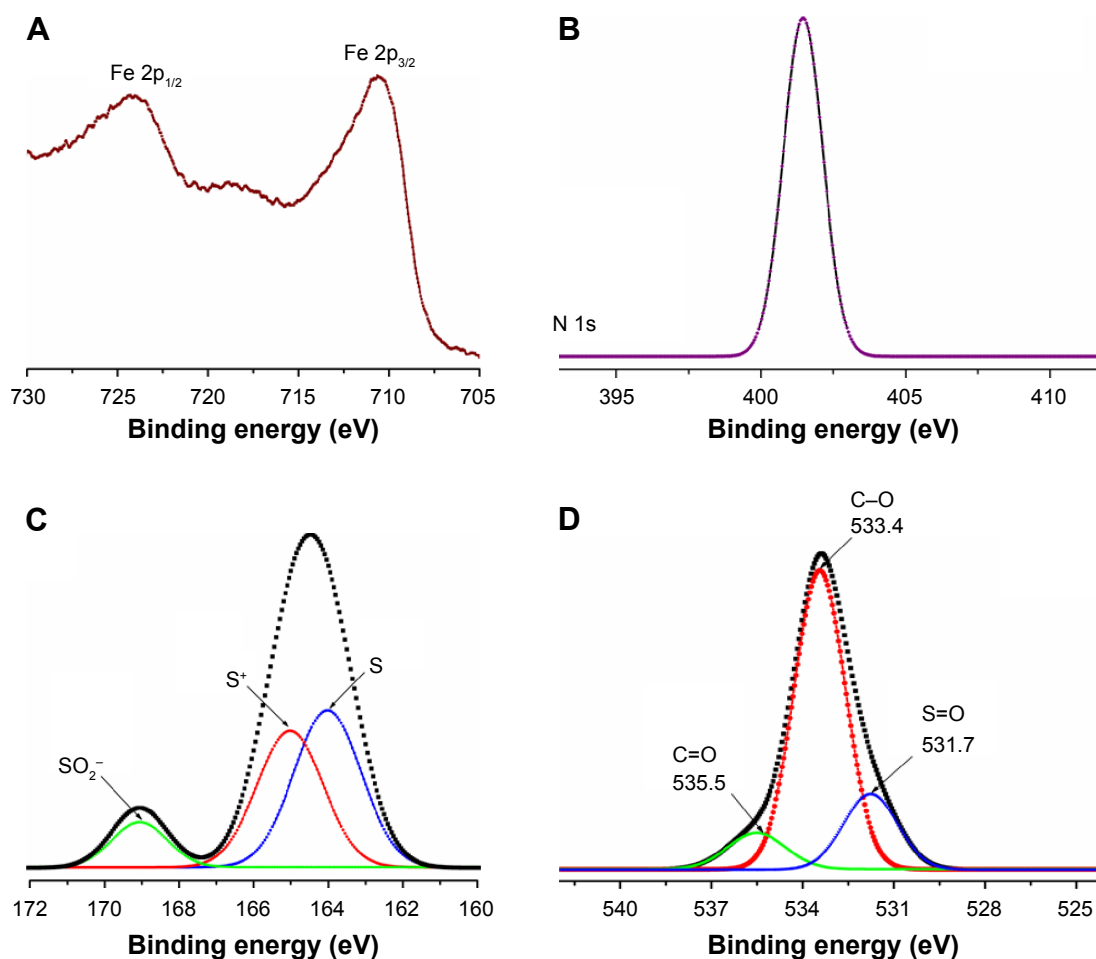 A
Fe 2p1/2
Fe 2p3/2
730 725 720 715 710 705
Binding energy (eV)
B
N 1s
395 400 405 410
Binding energy (eV)
C
SO2−
S+
S
172 170 168 166 164 162 160
Binding energy (eV)
D
C–O
533.4
S=O
531.7
C=O
535.5
540 537 534 531 528 525
Binding energy (eV)